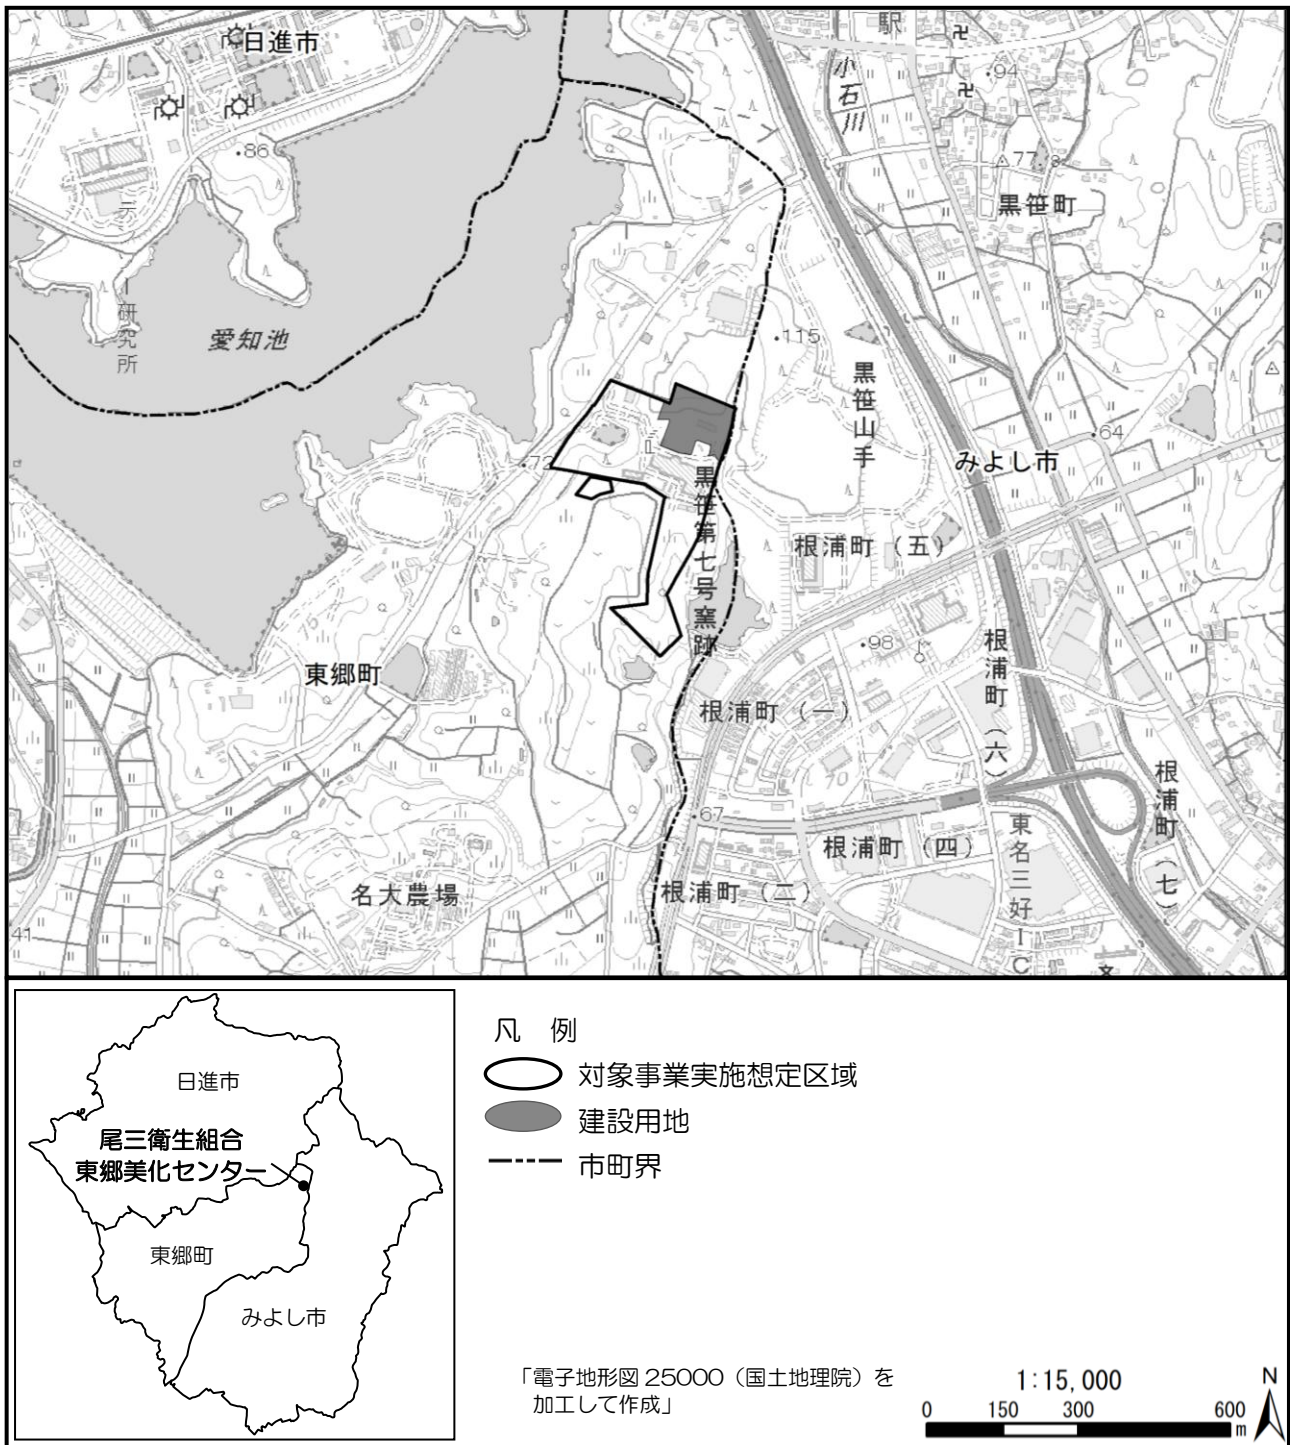 日進市
駅
小石川
94
86
77
黒笹町
デンソー研究所
愛知池
115
黒笹山手
64
みよし市
72
黒笹第七号窯跡
根浦町(五)
98
根浦町(六)
東郷町
75
根浦町(一)
70
根浦町(七)
67
根浦町(四)
東名三好IC
名大農場
根浦町(二)
41
日進市
尾三衛生組合
東郷美化センター
東郷町
みよし市
凡 例
対象事業実施想定区域
建設用地
市町界
「電子地形図 25000(国土地理院)を
加工して作成」
1:15,000
N
0 150 300 600
m